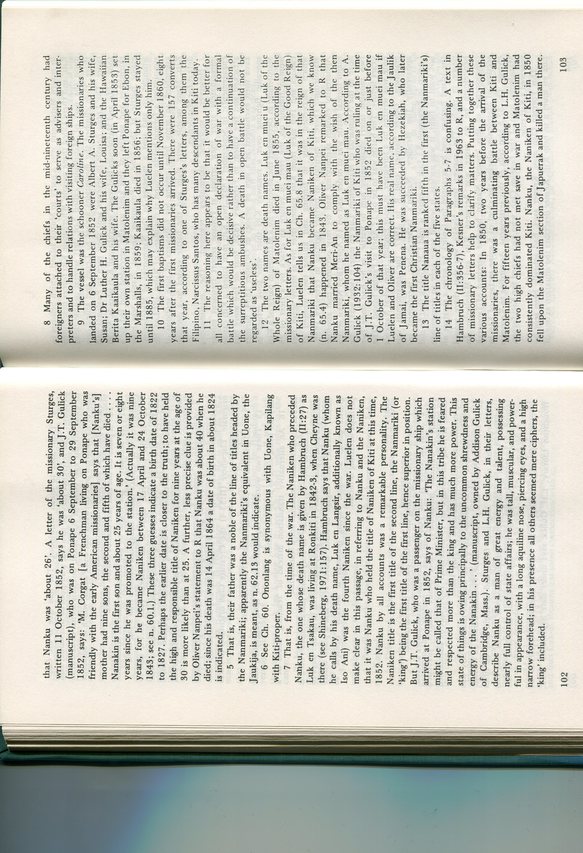 that Nanku was 'about 26'. A letter of the missionary Sturges,
written 11 October 1852, says he was 'about 30', and J.T. Gulick
(manuscript), who was on Ponape 6 September to 29 September
1852, says: 'M. Corgat [a Frenchman living on Ponape who was
friendly with the early American missionaries] says that [Nanku's]
mother had nine sons, the second and fifth of which have died . . . .
Nanakin is the first son and about 25 years of age. It is seven or eight
years since he was promoted to the station.' (Actually it was nine
years, for he became Naniken between 17 April and 24 October
1843; see n. 60.1.) These three guesses indicate a birth date of 1822
to 1827. Perhaps the earlier date is closer to the truth; to have held
the high and responsible title of Naniken for nine years at the age of
30 is more likely than at 25. A further, less precise clue is provided
by Oliver Nanpei's statement to R that Nanku was about 40 when he
died; since his death was 14 April 1864 a date of birth in about 1824
is indicated.
5 That is, their father was a noble of the line of titles headed by
the Nanmariki; apparently the Nanmariki's equivalent in Uone, the
Jaukija, is meant, as n. 62.13 would indicate.
6 See Ch. 60. Ononlang is synonymous with Uone, Kapilang
with Kiti-proper.
7 That is, from the time of the war. The Naniken who preceded
Nanku, the one whose death name is given by Hambruch (II:27) as
Luk en Tsakau, was living at Ronkiti in 1842-3, when Cheyne was
there (see Shineberg, 1971:157). Hambruch says that Nanku (whom
he calls by his death name, Luk en Langsir, additionally known as
Iso Ani) was the fourth Naniken since the war. Luelen does not
make clear in this passage, in referring to Nanku and the Naniken,
that it was Nanku who held the title of Naniken of Kiti at this time,
1852. Nanku by all accounts was a remarkable personality. The
Naniken title is the first title of the second line, the Nanmariki (or
'king') being the first title of the first line, hence superior in position.
But J.T. Gulick, who was a passenger on the missionary ship which
arrived at Ponape in 1852, says of Nanku: 'The Nanakin's station
might be called that of Prime Minister, but in this tribe he is feared
and respected more than the king and has much more power. This
state of things is owing principally to the uncommon shrewdness and
energy of the Nanakin . . . ' (manuscript, owned by Addison Gulick
of Cambridge, Mass.). Sturges and L.H. Gulick, in their letters,
describe Nanku as a man of great energy and talent, possessing
nearly full control of state affairs; he was tall, muscular, and power-
ful in appearance, with a long aquiline nose, piercing eyes, and a high
narrow forehead; in his presence all others seemed mere ciphers, the
'king' included.
102
8 Many of the chiefs in the mid-nineteenth century had
foreigners attached to their 'courts' to serve as advisers and inter-
preters and to handle relations with visiting foreign ships.
9 The vessel was the schooner Caroline. The missionaries who
landed on 6 September 1852 were Albert A. Sturges and his wife,
Susan; Dr Luther H. Gulick and his wife, Louisa; and the Hawaiian
Berita Kaaikaula and his wife. The Gulicks soon (in April 1853) set
up their own station in Matolenim and they left Ponape for Ebon, in
the Marshalls, in 1859; Kaaikaula died in 1856; but Sturges stayed
until 1885, which may explain why Luelen mentions only him.
10 The first baptisms did not occur until November 1860, eight
years after the first missionaries arrived. There were 157 converts
that year, according to one of Sturges's letters, among them the
Filipino, Narcissus Santos, who has many descendants in Kiti today.
11 The reasoning here appears to be that it would be better for
all concerned to have an open declaration of war with a formal
battle which would be decisive rather than to have a continuation of
the surreptitious ambushes. A death in open battle would not be
regarded as 'useless'.
12 The two names are death names. Luk en muei u (Luk of the
Whole Reign) of Matolenim died in June 1855, according to the
missionary letters. As for Luk en muei mau (Luk of the Good Reign)
of Kiti, Luelen tells us in Ch. 65.8 that it was in the reign of that
Nanmariki that Nanku became Naniken of Kiti, which we know
(n. 65.4) happened in 1843. Oliver Nanpei remarked to R that
Nanku married Meri-An to comply with the wish of the then
Nanmariki, whom he named as Luk en muei mau. According to A.
Gulick (1932:104) the Nanmariki of Kiti who was ruling at the time
of J.T. Gulick's visit to Ponape in 1852 died on or just before
1 October of that year; this must have been Luk en muei mau if
Luelen and Oliver are correct. His real name, according to the Jaulik
of Jamai, was Penena. He was succeeded by Hezekiah, who later
became the first Christian Nanmariki.
13 The title Nanaua is ranked fifth in the first (the Nanmariki's)
line of titles in each of the five states.
14 The chronology of Paragraphs 5-7 is confusing. A text in
Hambruch (II:356-7), Kesner's remarks in 1963 to R, and a number
of missionary letters help to clarify matters. Putting together these
various accounts: In 1850, two years before the arrival of the
missionaries, there was a culminating battle between Kiti and
Matolenim. For fifteen years previously, according to L.H. Gulick,
the two high chiefs had not met save in war and Matolenim had
consistently dominated Kiti. Nanku, the Naniken of Kiti, in 1850
fell upon the Matolenim section of Japuerak and killed a man there.
103